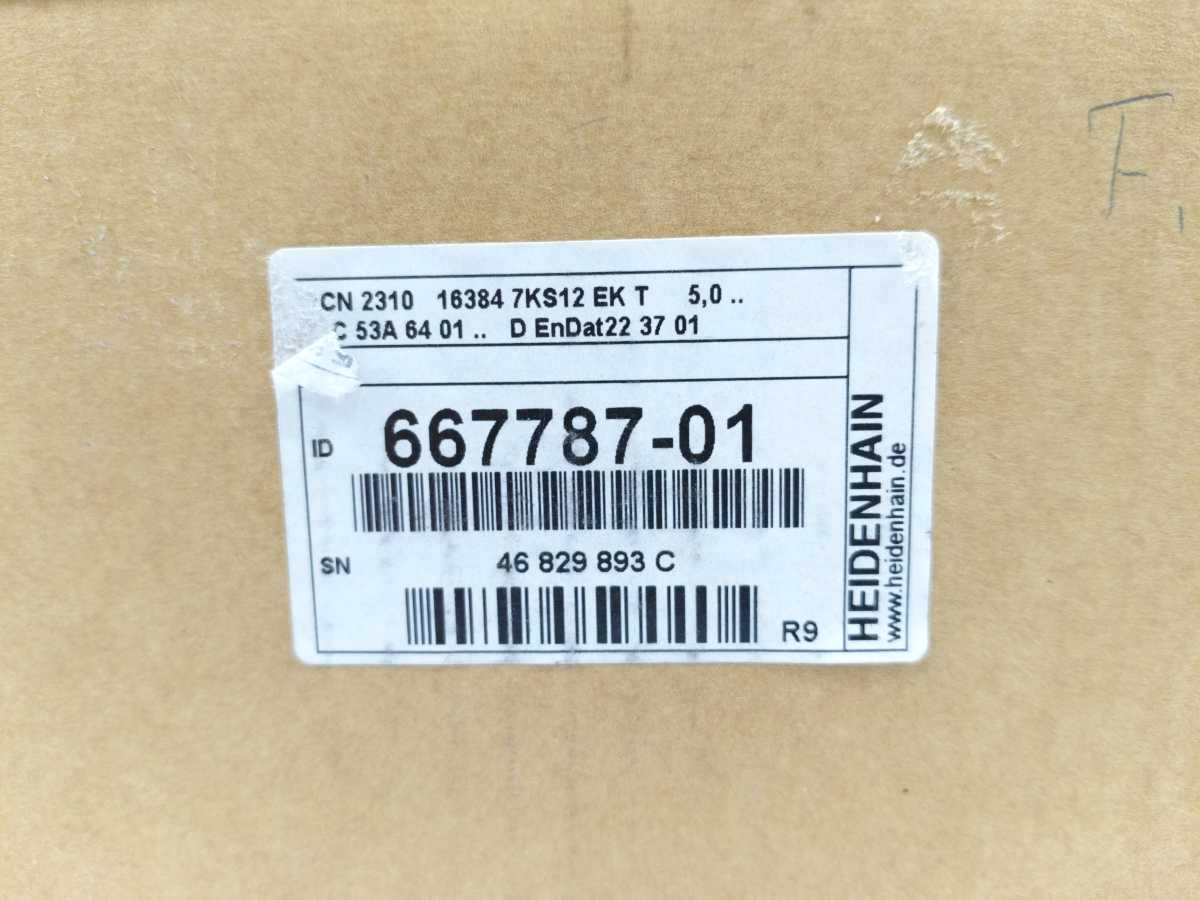 CN 2310 16384 7KS12 EK T 5,0 ..
C 53A 64 01 .. D EnDat22 37 01
ID 667787-01
SN 46 829 893 C
R9
HEIDENHAIN
www.heidenhain.de
F